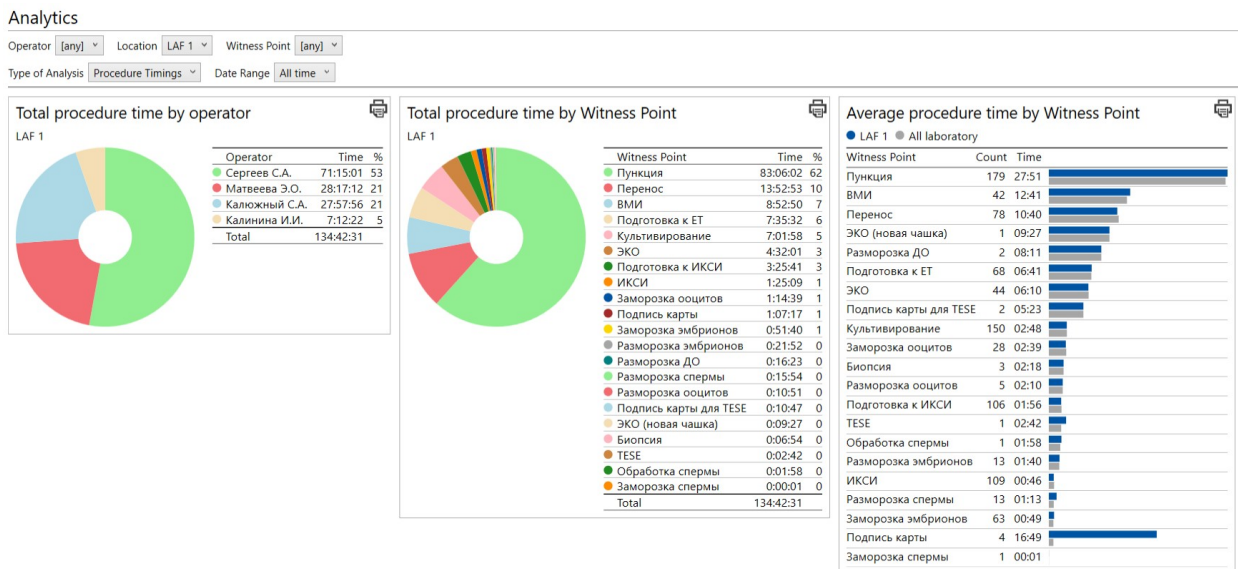 Analytics
Operator [any] Location LAF 1 Witness Point [any]
Type of Analysis Procedure Timings Date Range All time
Total procedure time by operator
LAF 1
Operator Time %
Сергеев С.А. 71:15:01 53
Матвеева Э.О. 28:17:12 21
Калюжный С.А. 27:57:56 21
Калинина И.И. 7:12:22 5
Total 134:42:31
Total procedure time by Witness Point
LAF 1
Witness Point Time %
Пункция 83:06:02 62
Перенос 13:52:53 10
ВМИ 8:52:50 7
Подготовка к ЕТ 7:35:32 6
Культивирование 7:01:58 5
ЭКО 4:32:01 3
Подготовка к ИКСИ 3:25:41 3
ИКСИ 1:25:09 1
Заморозка ооцитов 1:14:39 1
Подпись карты 1:07:17 1
Заморозка эмбрионов 0:51:40 1
Разморозка эмбрионов 0:21:52 0
Разморозка ДО 0:16:23 0
Разморозка спермы 0:15:54 0
Разморозка ооцитов 0:10:51 0
Подпись карты для TESE 0:10:47 0
ЭКО (новая чашка) 0:09:27 0
Биопсия 0:06:54 0
TESE 0:02:42 0
Обработка спермы 0:01:58 0
Заморозка спермы 0:00:01 0
Total 134:42:31
Average procedure time by Witness Point
LAF 1 All laboratory
Witness Point Count Time
Пункция 179 27:51
ВМИ 42 12:41
Перенос 78 10:40
ЭКО (новая чашка) 1 09:27
Разморозка ДО 2 08:11
Подготовка к ЕТ 68 06:41
ЭКО 44 06:10
Подпись карты для TESE 2 05:23
Культивирование 150 02:48
Заморозка ооцитов 28 02:39
Биопсия 3 02:18
Разморозка ооцитов 5 02:10
Подготовка к ИКСИ 106 01:56
TESE 1 02:42
Обработка спермы 1 01:58
Разморозка эмбрионов 13 01:40
ИКСИ 109 00:46
Разморозка спермы 13 01:13
Заморозка эмбрионов 63 00:49
Подпись карты 4 16:49
Заморозка спермы 1 00:01